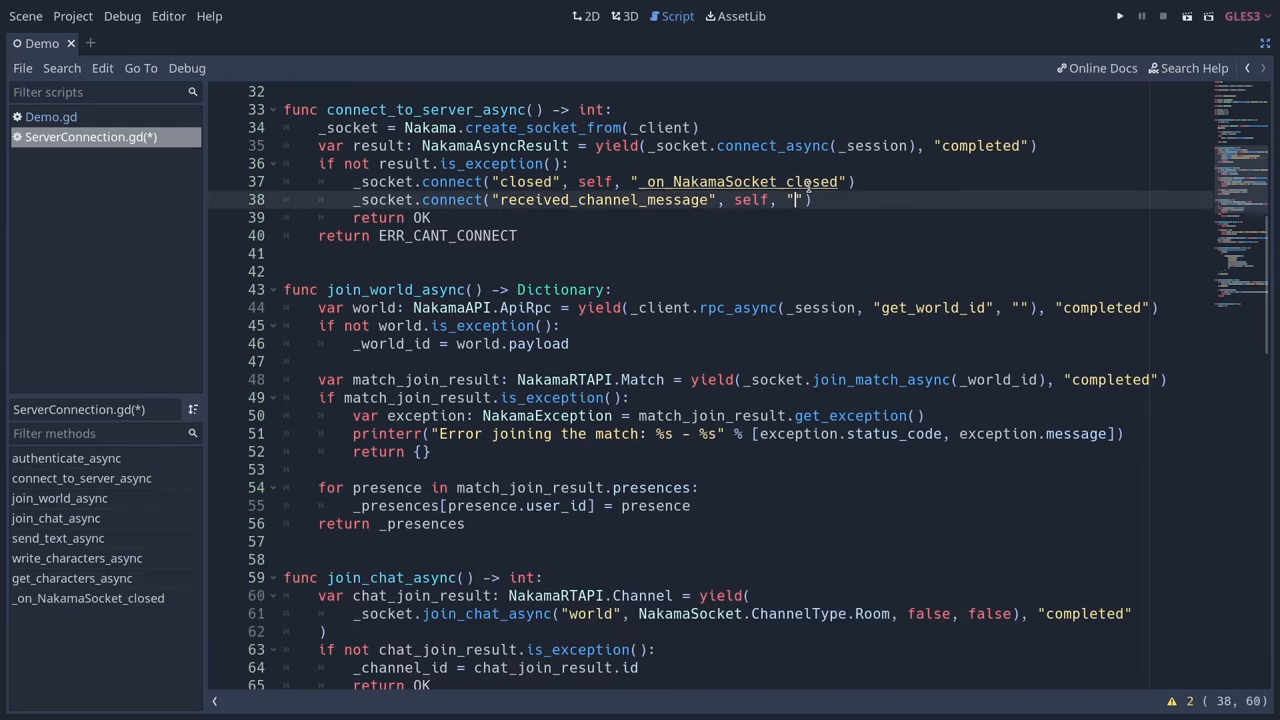 Scene Project Debug Editor Help 2D 3D Script AssetLib GLES3
Demo
File Search Edit Go To Debug Online Docs Search Help
Filter scripts
Demo.gd
ServerConnection.gd(*)
ServerConnection.gd(*)
Filter methods
authenticate_async
connect_to_server_async
join_world_async
join_chat_async
send_text_async
write_characters_async
get_characters_async
_on_NakamaSocket_closed
32
33 func connect_to_server_async() -> int:
34 _socket = Nakama.create_socket_from(_client)
35 var result: NakamaAsyncResult = yield(_socket.connect_async(_session), "completed")
36 if not result.is_exception():
37 _socket.connect("closed", self, "_on_NakamaSocket_closed")
38 _socket.connect("received_channel_message", self, "")
39 return OK
40 return ERR_CANT_CONNECT
41
42
43 func join_world_async() -> Dictionary:
44 var world: NakamaAPI.ApiRpc = yield(_client.rpc_async(_session, "get_world_id", ""), "completed")
45 if not world.is_exception():
46 _world_id = world.payload
47
48 var match_join_result: NakamaRTAPI.Match = yield(_socket.join_match_async(_world_id), "completed")
49 if match_join_result.is_exception():
50 var exception: NakamaException = match_join_result.get_exception()
51 printerr("Error joining the match: %s - %s" % [exception.status_code, exception.message])
52 return {}
53
54 for presence in match_join_result.presences:
55 _presences[presence.user_id] = presence
56 return _presences
57
58
59 func join_chat_async() -> int:
60 var chat_join_result: NakamaRTAPI.Channel = yield(
61 _socket.join_chat_async("world", NakamaSocket.ChannelType.Room, false, false), "completed"
62 )
63 if not chat_join_result.is_exception():
64 _channel_id = chat_join_result.id
65 return OK
2 ( 38, 60)